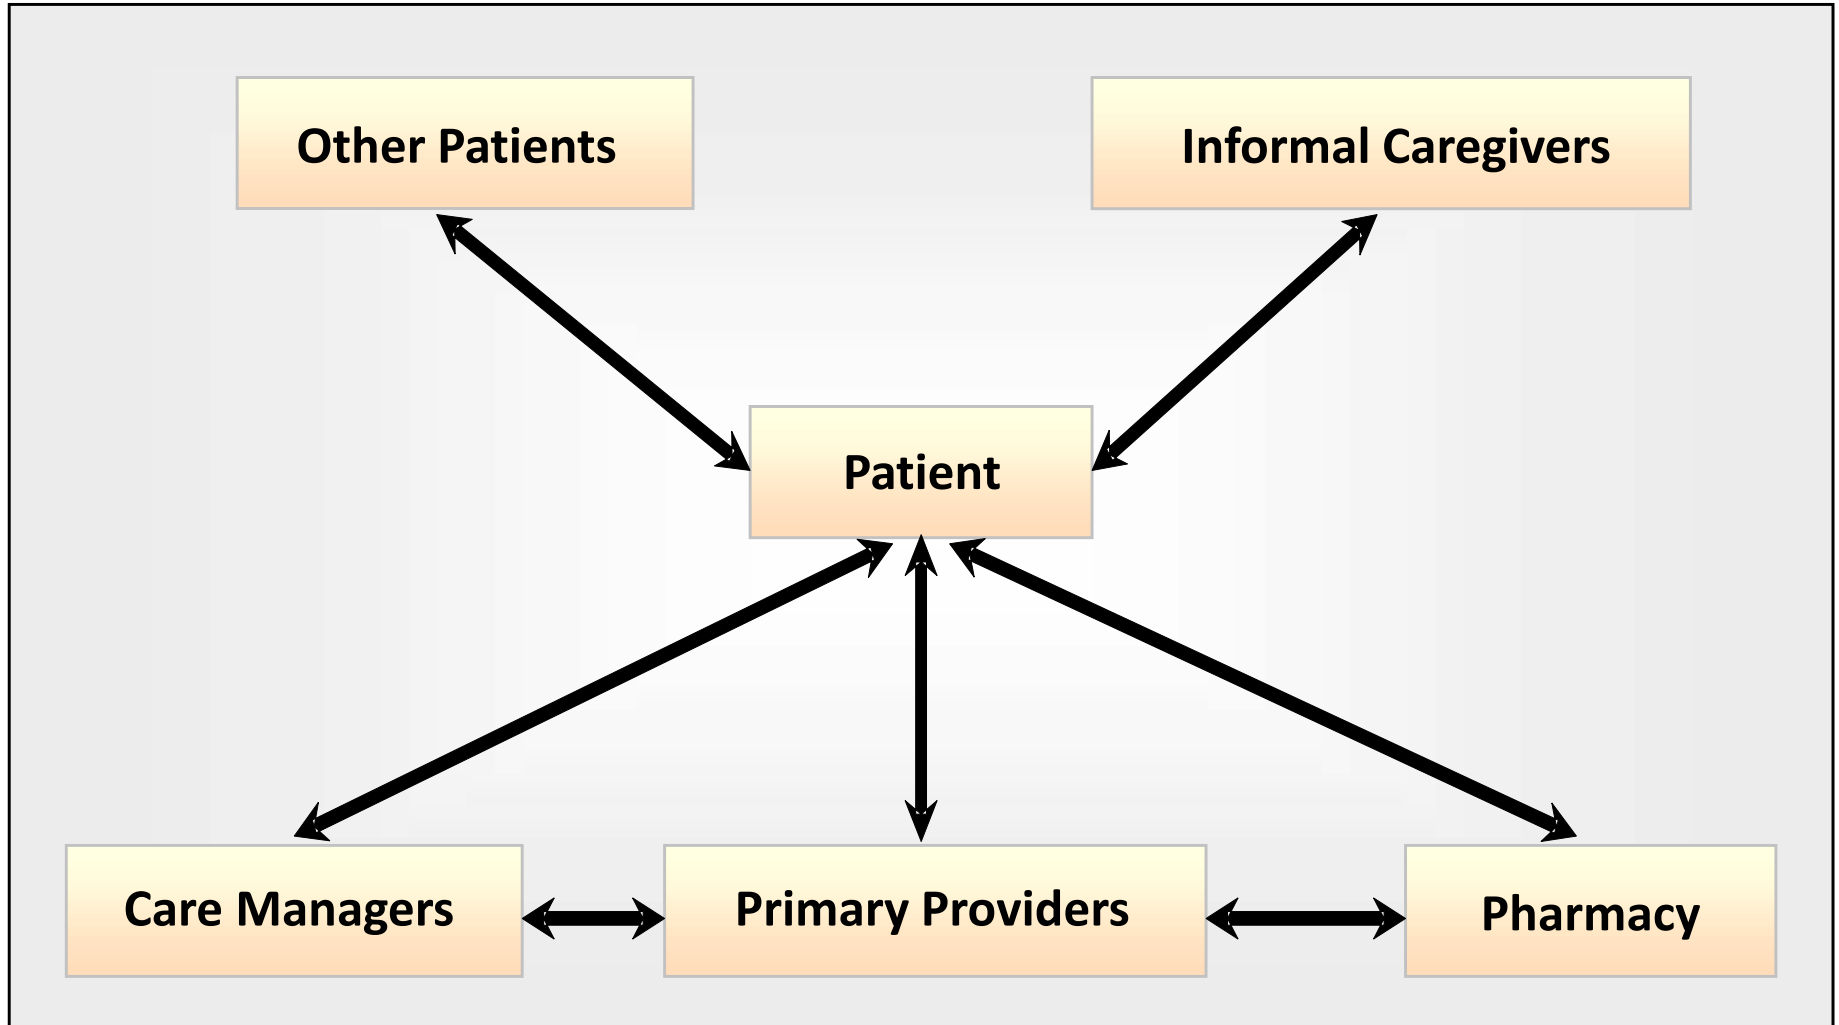 Other Patients
Informal Caregivers
Patient
Care Managers
Primary Providers
Pharmacy